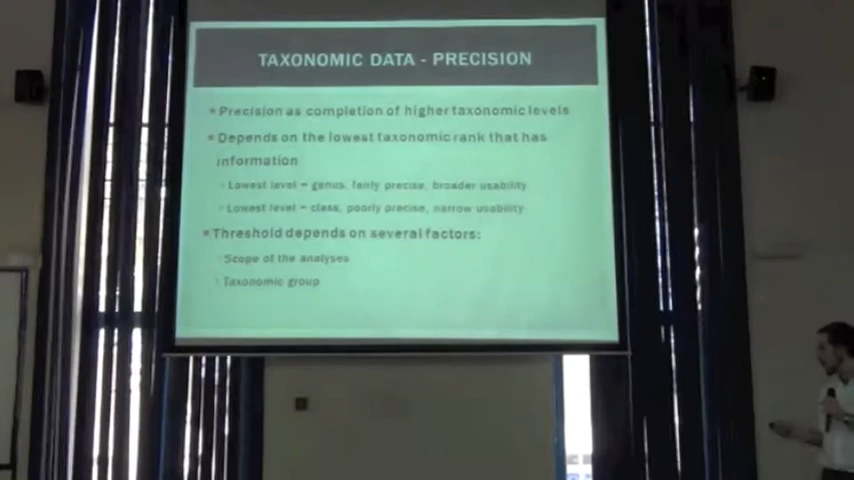 TAXONOMIC DATA - PRECISION
Precision as completion of higher taxonomic levels
Depends on the lowest taxonomic rank that has
information
Lowest level = genus, fairly precise, broader usability
Lowest level = class, poorly precise, narrow usability
Threshold depends on several factors:
Scope of the analyses
Taxonomic group